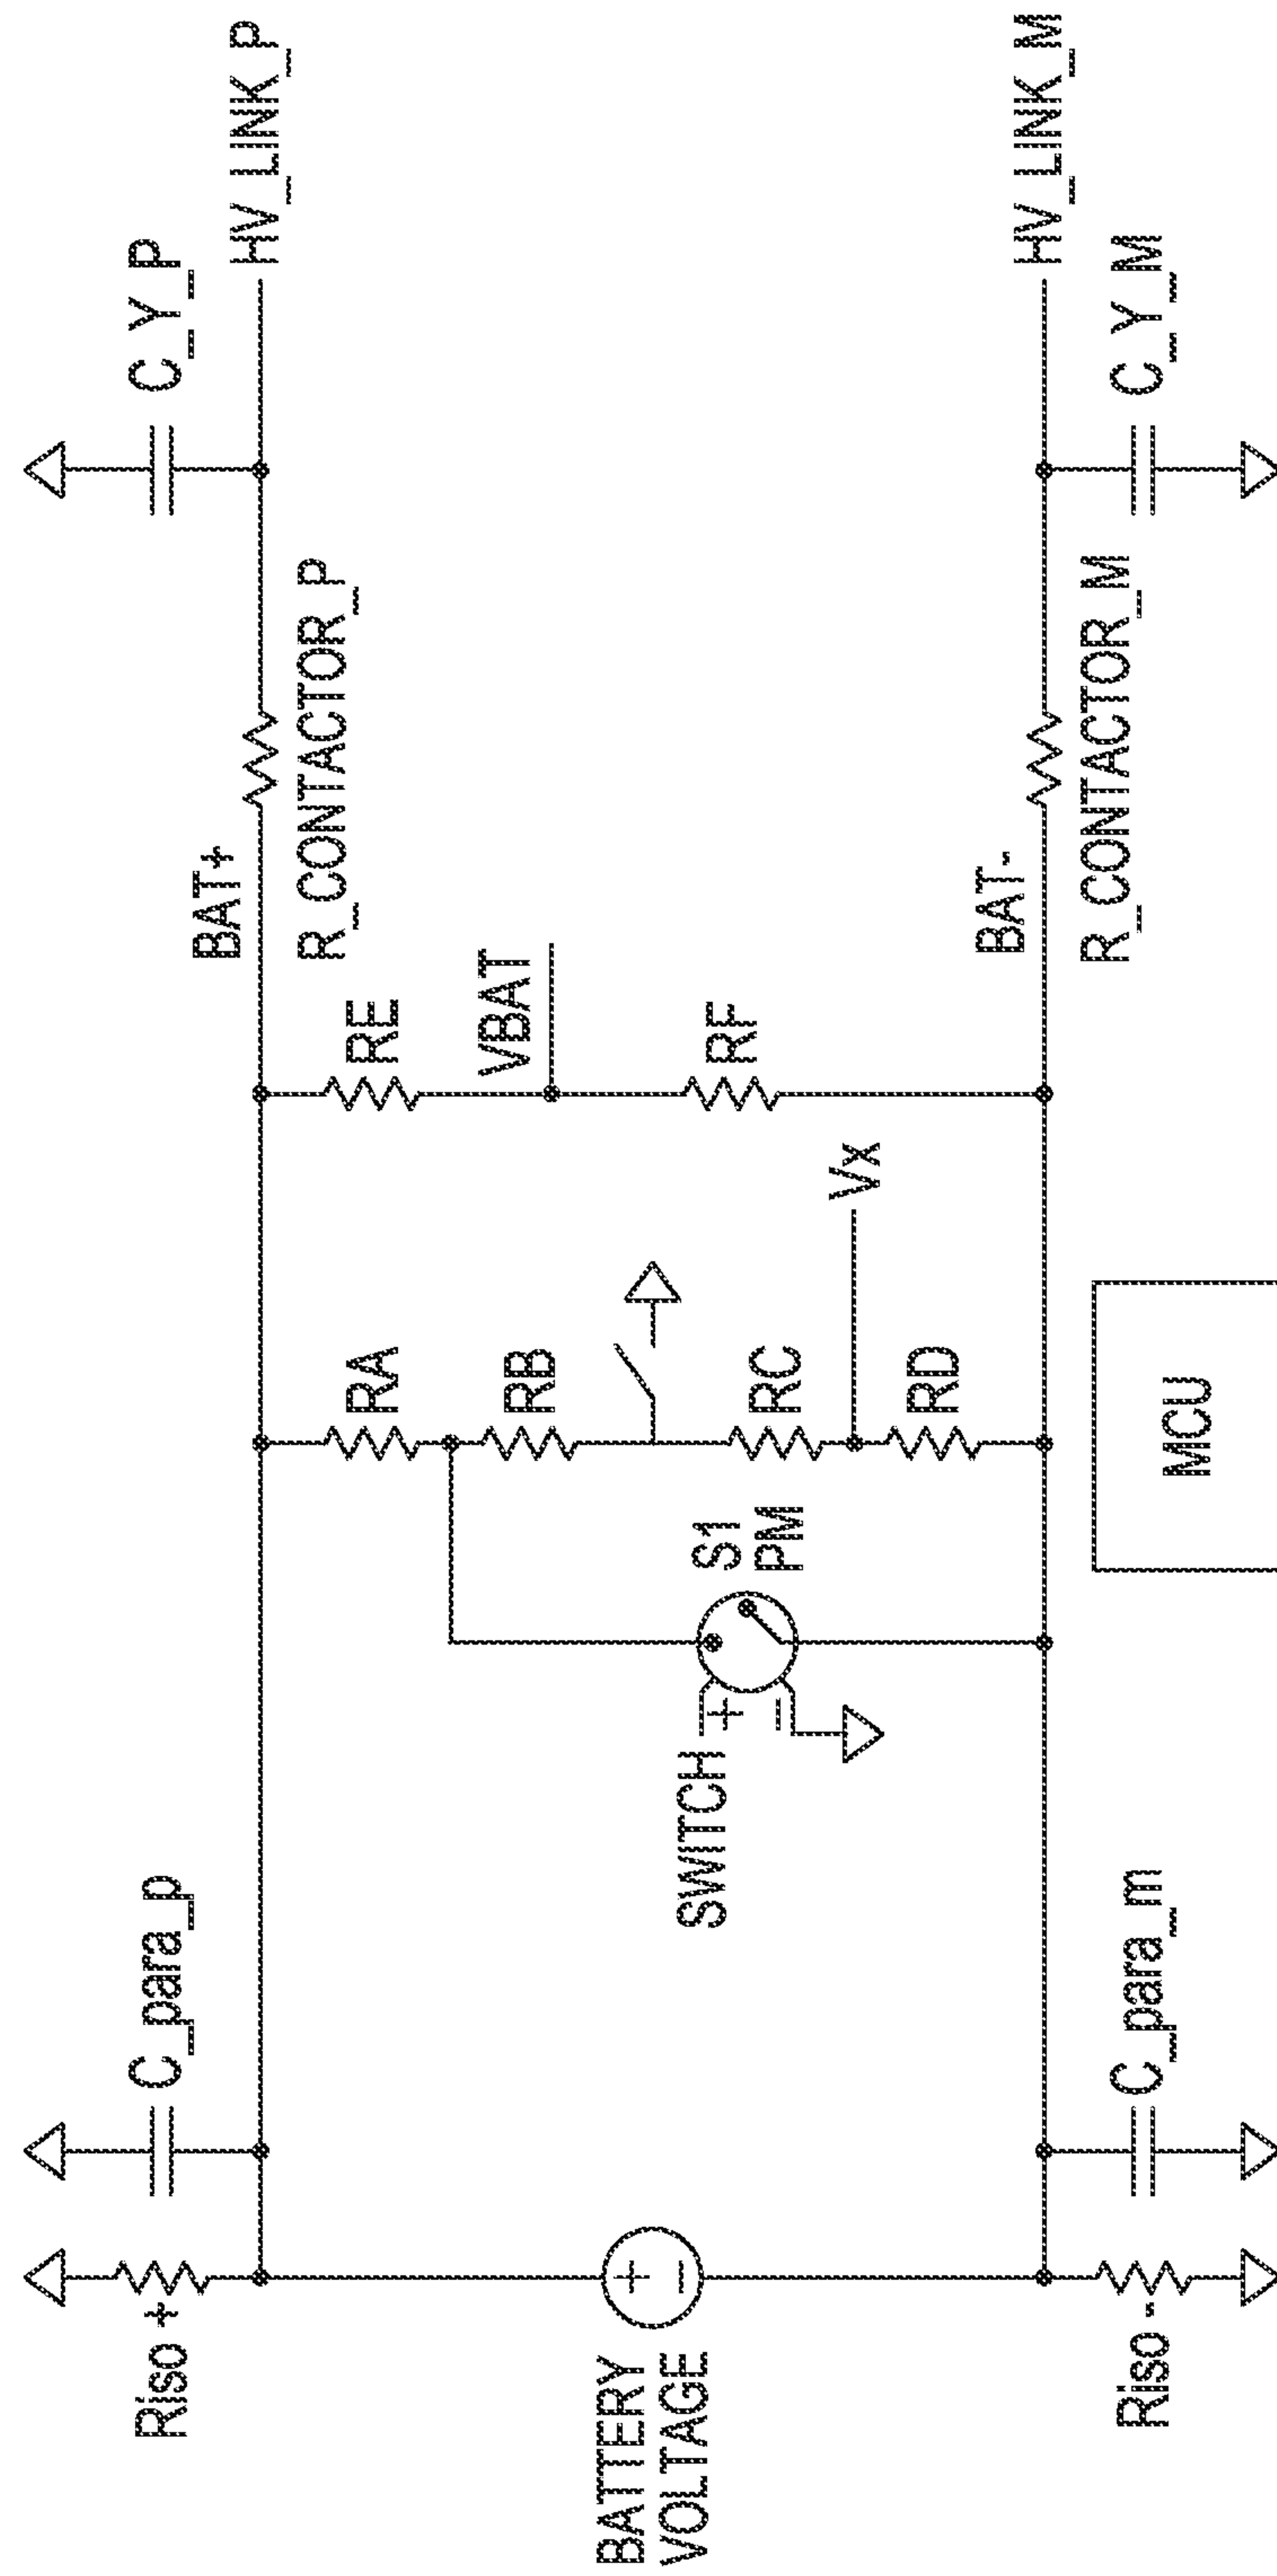 C_Y_P
HV_LINK_P
C_para_p
Riso +
BAT+
R_CONTACTOR_P
RE
VBAT
RF
RA
RB
RC
Vx
RD
S1
PM
SWITCH
+
−
BATTERY
VOLTAGE
+
−
BAT-
R_CONTACTOR_M
HV_LINK_M
C_Y_M
C_para_m
Riso -
MCU